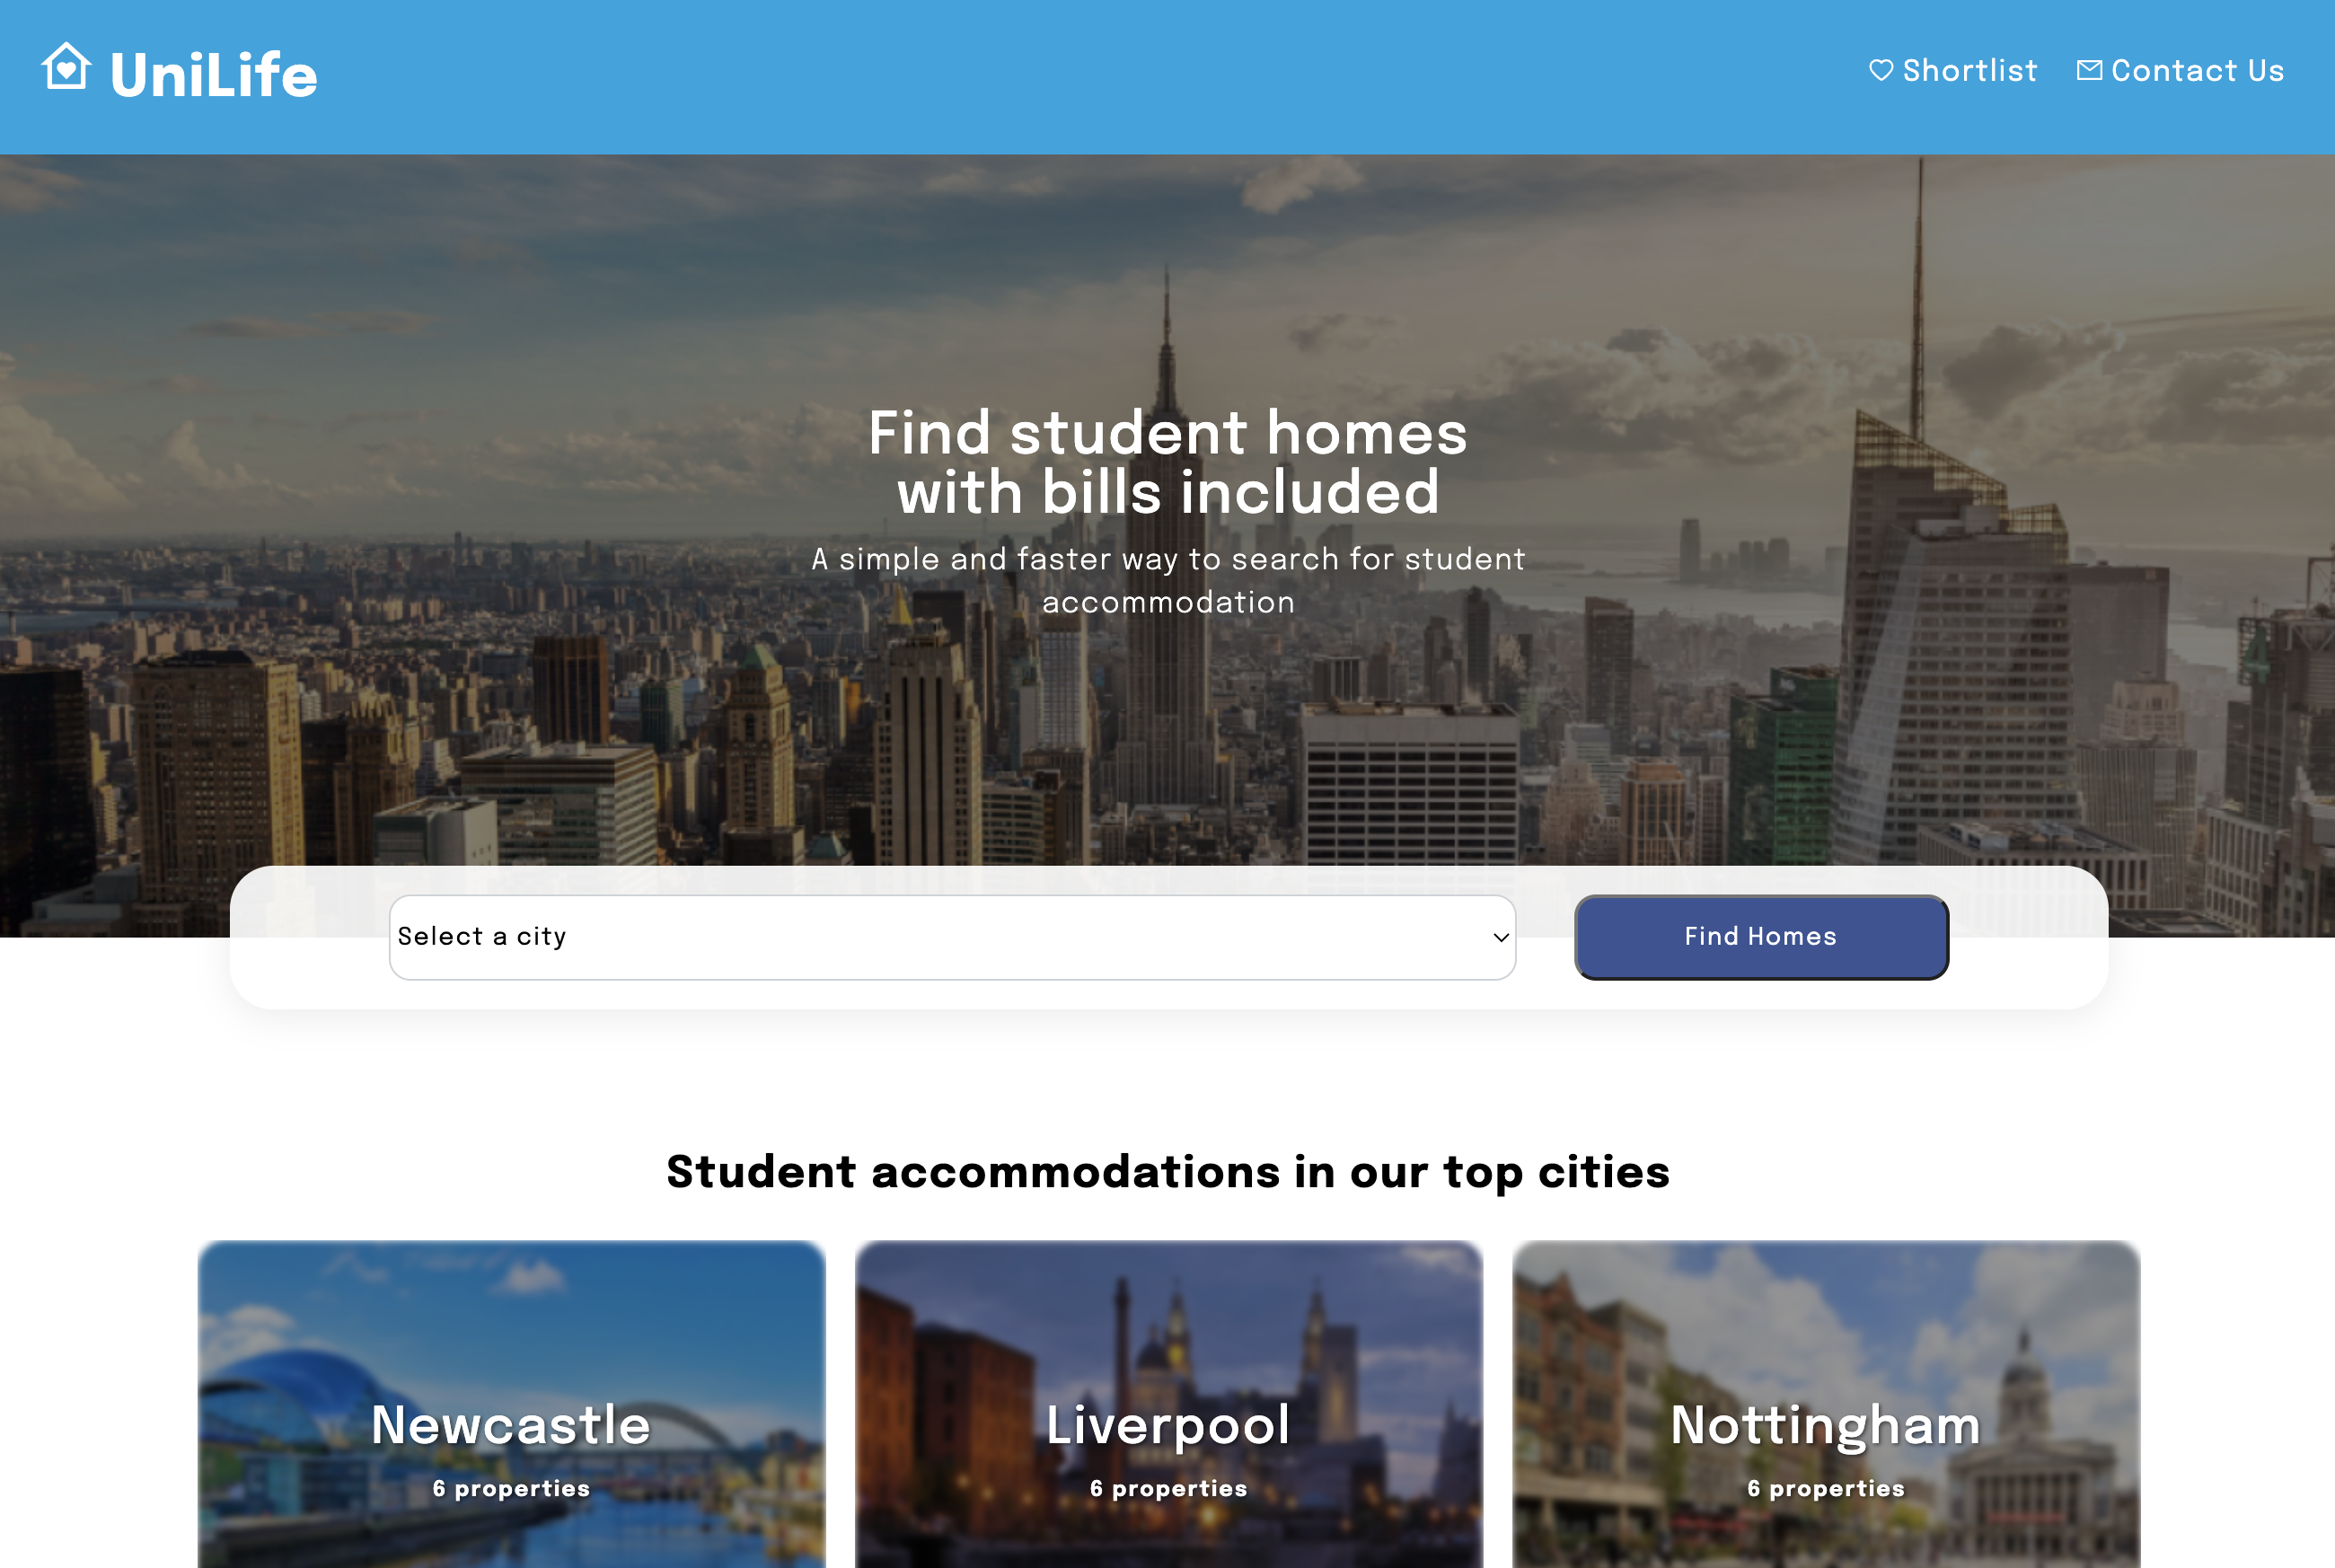 UniLife
Shortlist
Contact Us
Find student homes
with bills included
A simple and faster way to search for student
accommodation
Select a city
Find Homes
Student accommodations in our top cities
Newcastle
6 properties
Liverpool
6 properties
Nottingham
6 properties